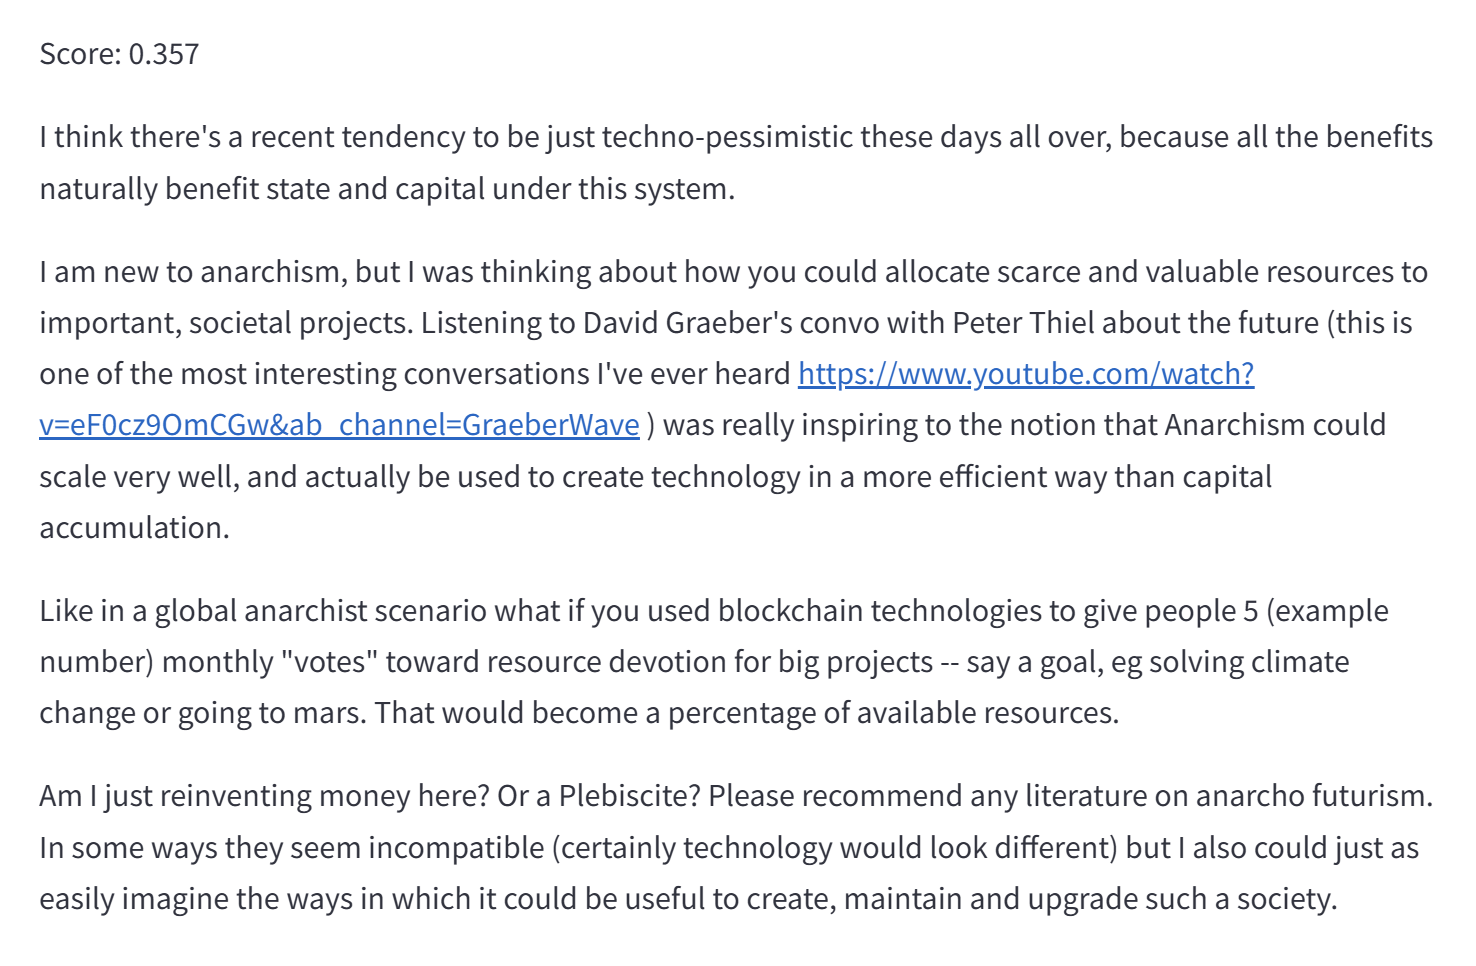 Score: 0.357
I think there's a recent tendency to be just techno-pessimistic these days all over, because all the benefits
naturally benefit state and capital under this system.
I am new to anarchism, but I was thinking about how you could allocate scarce and valuable resources to
important, societal projects. Listening to David Graeber's convo with Peter Thiel about the future (this is
one of the most interesting conversations I've ever heard https://www.youtube.com/watch?
v=eF0cz9OmCGw&ab_channel=GraeberWave ) was really inspiring to the notion that Anarchism could
scale very well, and actually be used to create technology in a more efficient way than capital
accumulation.
Like in a global anarchist scenario what if you used blockchain technologies to give people 5 (example
number) monthly "votes" toward resource devotion for big projects -- say a goal, eg solving climate
change or going to mars. That would become a percentage of available resources.
Am I just reinventing money here? Or a Plebiscite? Please recommend any literature on anarcho futurism.
In some ways they seem incompatible (certainly technology would look different) but I also could just as
easily imagine the ways in which it could be useful to create, maintain and upgrade such a society.